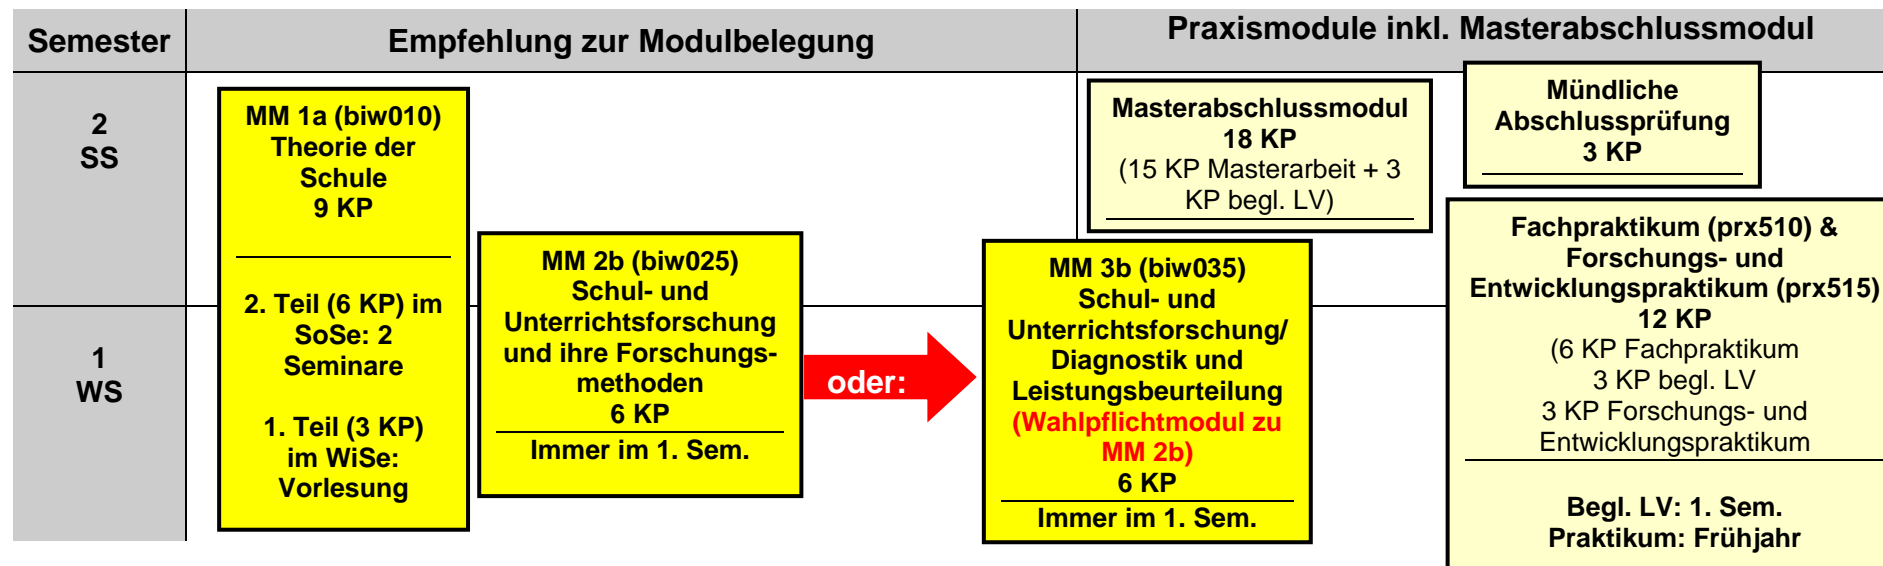 Semester
Empfehlung zur Modulbelegung
Praxismodule inkl. Masterabschlussmodul
2
SS
MM 1a (biw010)
Theorie der
Schule
9 KP
2. Teil (6 KP) im
SoSe: 2
Seminare
1. Teil (3 KP)
im WiSe:
Vorlesung
MM 2b (biw025)
Schul- und
Unterrichtsforschung
und ihre Forschungs-
methoden
6 KP
Immer im 1. Sem.
oder:
MM 3b (biw035)
Schul- und
Unterrichtsforschung/
Diagnostik und
Leistungsbeurteilung
(Wahlpflichtmodul zu
MM 2b)
6 KP
Immer im 1. Sem.
Masterabschlussmodul
18 KP
(15 KP Masterarbeit + 3
KP begl. LV)
Mündliche
Abschlussprüfung
3 KP
Fachpraktikum (prx510) &
Forschungs- und
Entwicklungspraktikum (prx515)
12 KP
(6 KP Fachpraktikum
3 KP begl. LV
3 KP Forschungs- und
Entwicklungspraktikum
Begl. LV: 1. Sem.
Praktikum: Frühjahr
1
WS